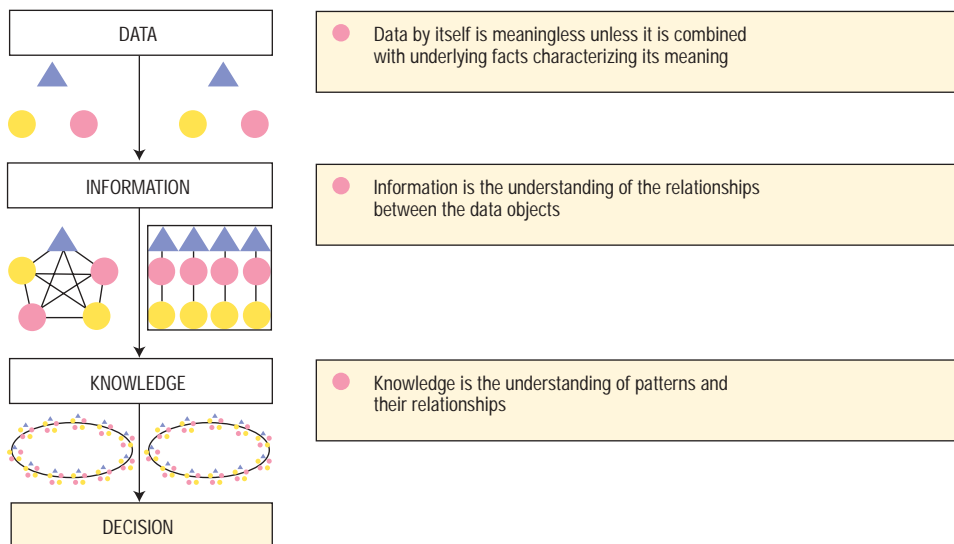 DATA
Data by itself is meaningless unless it is combined
with underlying facts characterizing its meaning
INFORMATION
Information is the understanding of the relationships
between the data objects
KNOWLEDGE
Knowledge is the understanding of patterns and
their relationships
DECISION